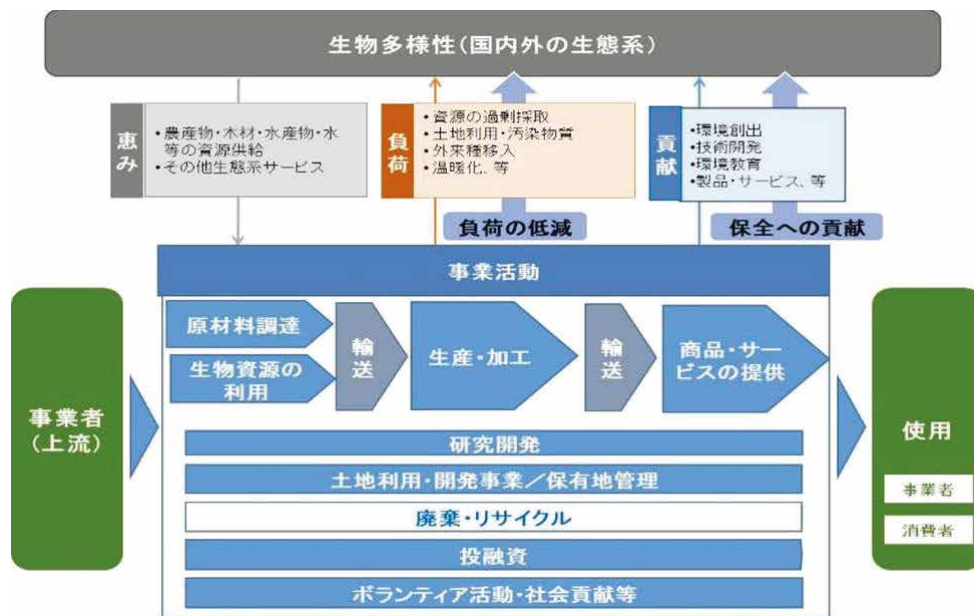 生物多様性(国内外の生態系)
恵み
•農産物・木材・水産物・水
等の資源供給
•その他生態系サービス
負荷
•資源の過剰採取
•土地利用・汚染物質
•外来種移入
•温暖化、等
貢献
•環境創出
•技術開発
•環境教育
•製品・サービス、等
負荷の低減
保全への貢献
事業活動
事業者
(上流)
原材料調達
生物資源の
利用
輸送
生産・加工
輸送
商品・サー
ビスの提供
研究開発
土地利用・開発事業／保有地管理
廃棄・リサイクル
投融資
ボランティア活動・社会貢献等
使用
事業者
消費者